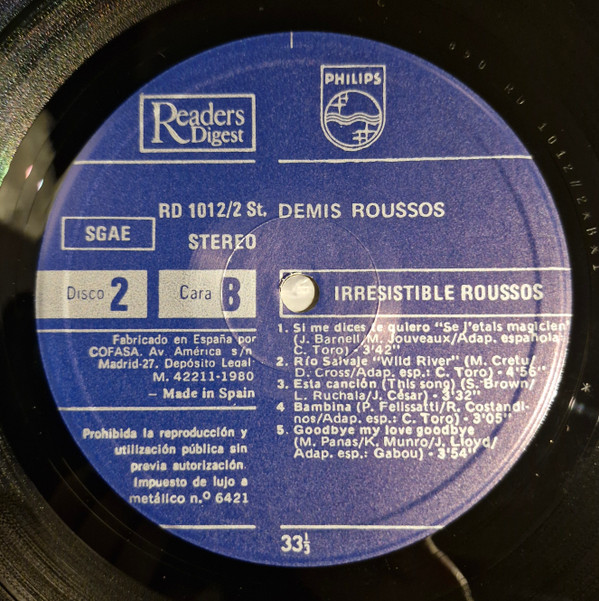 Readers
Digest
PHILIPS
RD 1012/2 St.
DEMIS ROUSSOS
SGAE
STEREO
Disco 2
Cara B
IRRESISTIBLE ROUSSOS
Fabricado en España por
COFASA. Av. América s/n
Madrid-27. Depósito Legal
M. 42211-1980
– Made in Spain
Prohibida la reproducción y
utilización pública sin
previa autorización.
Impuesto de lujo a
metálico n.º 6421
1. Si me dices te quiero "Se j'etais magicien"
(J. Barnell/M. Jouveaux/Adap. española:
C. Toro) - 3'42"
2. Río Salvaje "Wild River" (M. Cretu/
D. Cross/Adap. esp.: C. Toro) - 4'56"
3. Esta canción (This song) (S. Brown/
L. Ruchala/J. César) - 3'32"
4 Bambina (P. Felissatti/R. Costandi-
nos/Adap. esp.: C. Toro) - 3'05"
5. Goodbye my love goodbye
(M. Panas/K. Munro/J. Lloyd/
Adap. esp.: Gabou) - 3'54"
33⅓